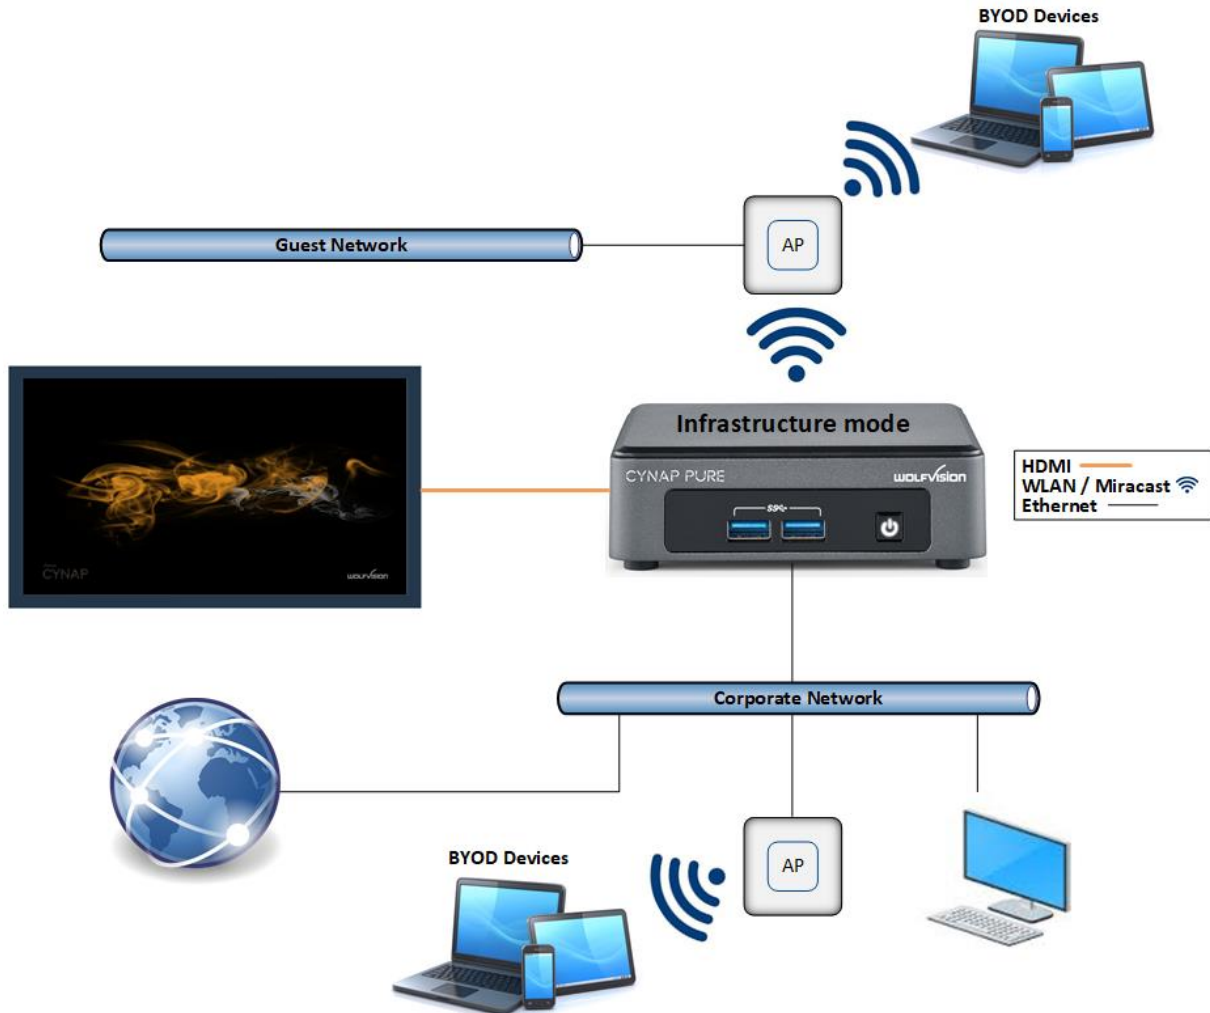 BYOD Devices
Guest Network
AP
Infrastructure mode
CYNAP PURE
WOLFVISION
SS
HDMI
WLAN / Miracast
Ethernet
CYNAP
WOLFVISION
Corporate Network
BYOD Devices
AP